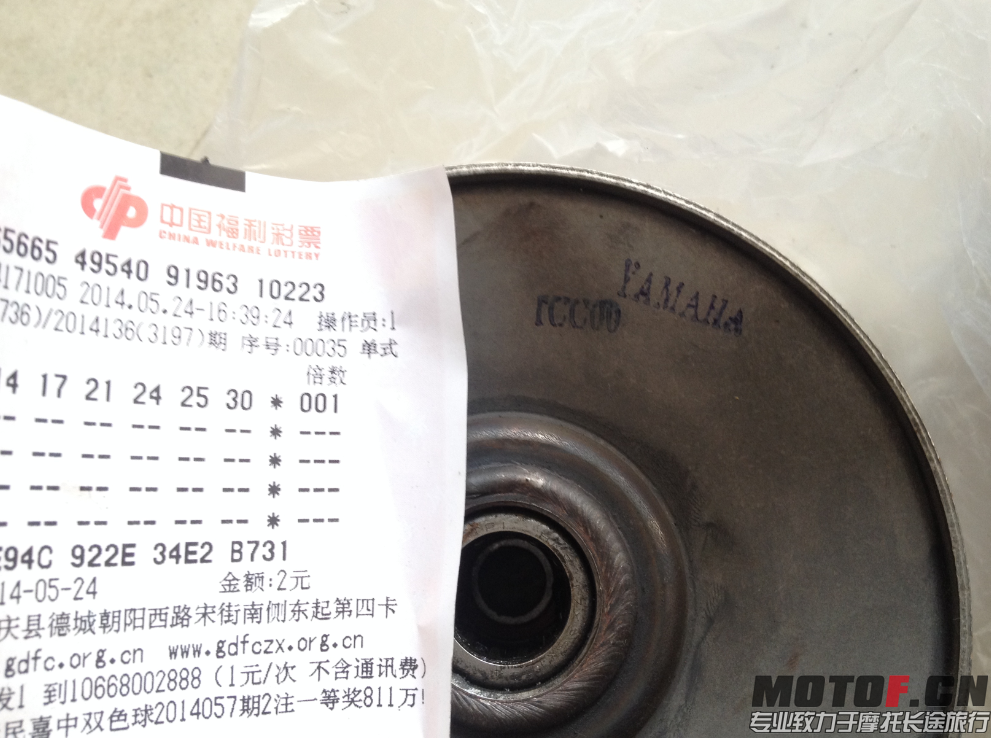 中国福利彩票
CHINA WELFARE LOTTERY
5665 49540 91963 10223
171005 2014.05.24-16:39:24 操作员:1
736)/2014136(3197)期 序号:00035 单式
倍数
4 17 21 24 25 30 * 001
-- -- -- -- -- -- * ---
-- -- -- -- -- -- * ---
-- -- -- -- -- -- * ---
-- -- -- -- -- -- * ---
E94C 922E 34E2 B731
14-05-24 金额:2元
庆县德城朝阳西路宋街南侧东起第四卡
gdfc.org.cn www.gdfczx.org.cn
发1 到10668002888(1元/次 不含通讯费)
民喜中双色球2014057期2注一等奖811万!
YAMAHA
1CC00
MOTOF.CN
专业致力于摩托长途旅行